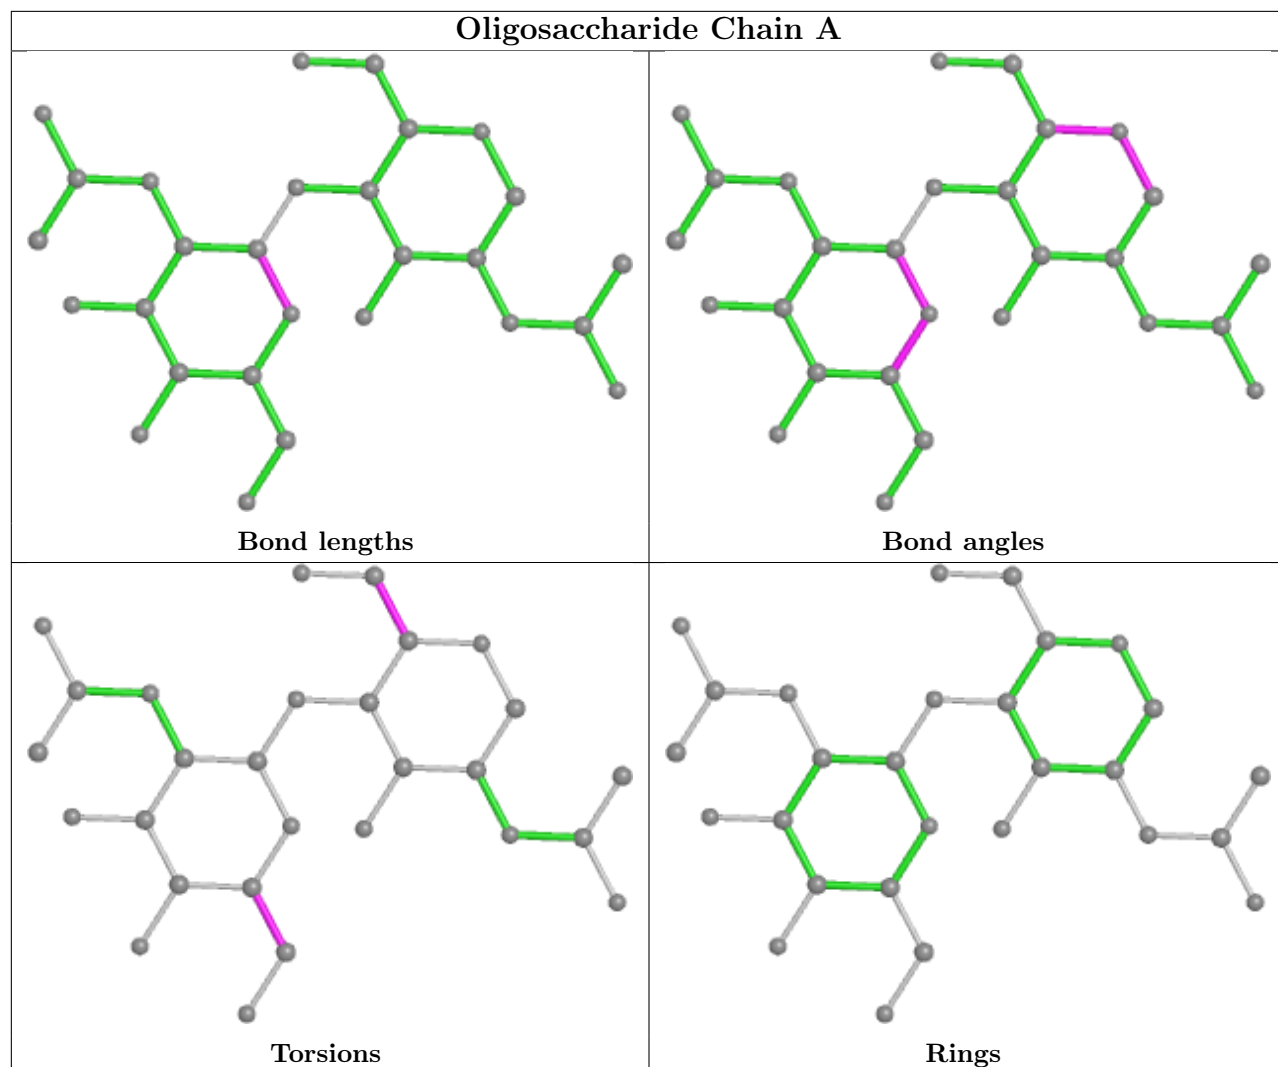 Oligosaccharide Chain A
Bond lengths
Bond angles
Torsions
Rings